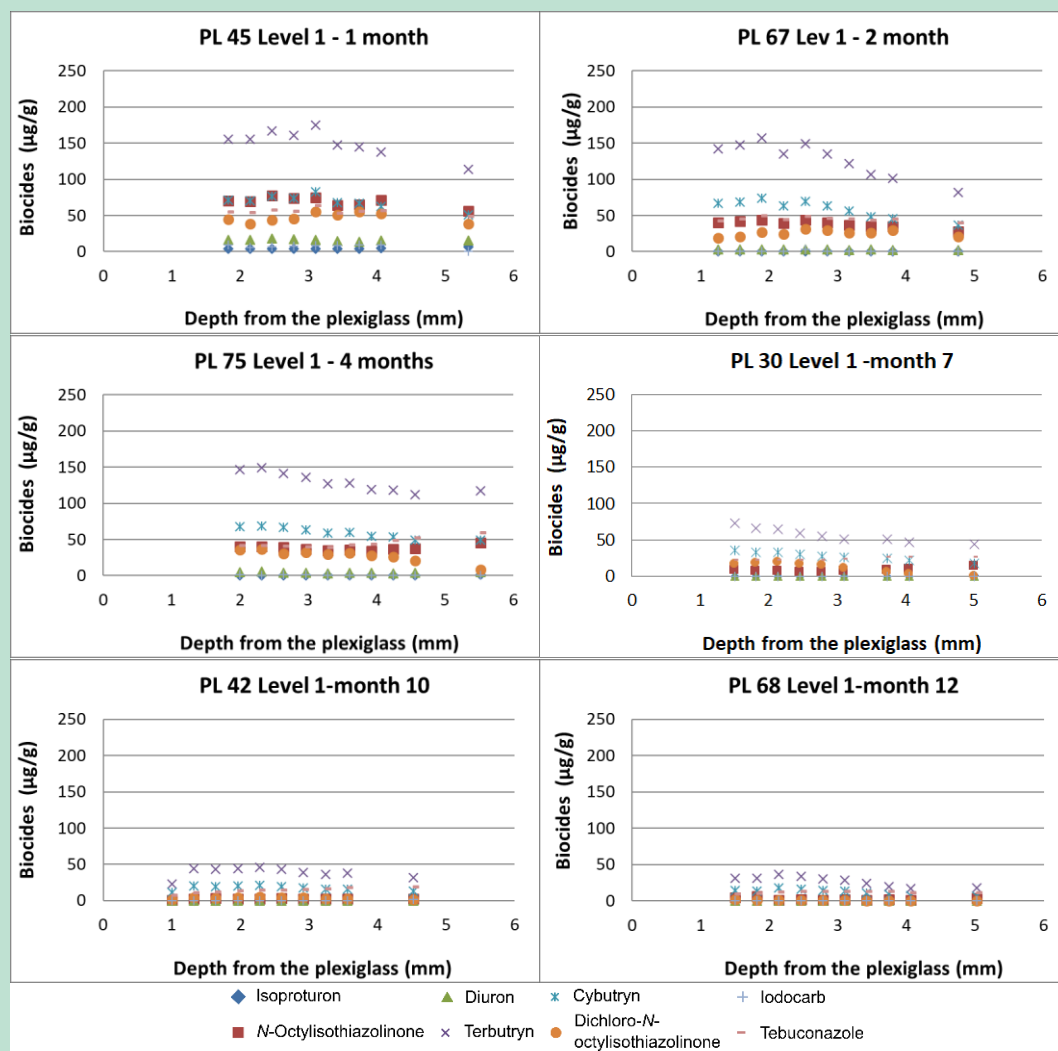 PL 45 Level 1 - 1 month
Biocides (µg/g)
250
200
150
100
50
0
0 1 2 3 4 5 6
Depth from the plexiglass (mm)
PL 67 Lev 1 - 2 month
Biocides (µg/g)
250
200
150
100
50
0
0 1 2 3 4 5 6
Depth from the plexiglass (mm)
PL 75 Level 1 - 4 months
Biocides (µg/g)
250
200
150
100
50
0
0 1 2 3 4 5 6
Depth from the plexiglass (mm)
PL 30 Level 1 -month 7
Biocides (µg/g)
250
200
150
100
50
0
0 1 2 3 4 5 6
Depth from the plexiglass (mm)
PL 42 Level 1-month 10
Biocides (µg/g)
250
200
150
100
50
0
0 1 2 3 4 5 6
Depth from the plexiglass (mm)
PL 68 Level 1-month 12
Biocides (µg/g)
250
200
150
100
50
0
0 1 2 3 4 5 6
Depth from the plexiglass (mm)
Isoproturon Diuron Cybutryn Iodocarb
N-Octylisothiazolinone Terbutryn Dichloro-N-
octylisothiazolinone Tebuconazole